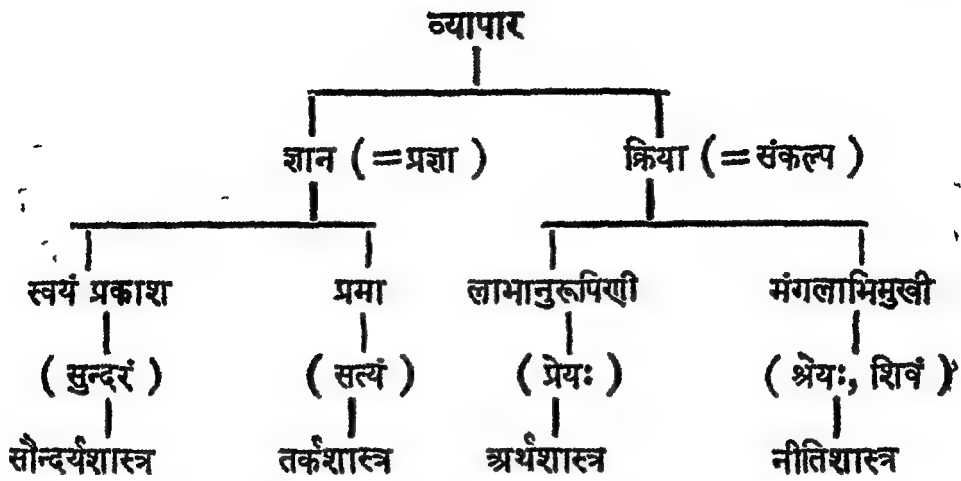 व्यापार
ज्ञान (=प्रज्ञा) क्रिया (=संकल्प)
स्वयं प्रकाश प्रमा लाभानुरूपिणी मंगलाभिमुखी
(सुन्दरं) (सत्यं) (प्रेयः) (श्रेयः, शिवं)
सौन्दर्यशास्त्र तर्कशास्त्र अर्थशास्त्र नीतिशास्त्र